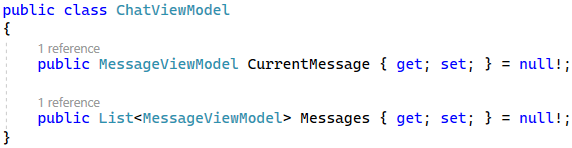 public class ChatViewModel
{
1 reference
public MessageViewModel CurrentMessage { get; set; } = null!;
1 reference
public List<MessageViewModel> Messages { get; set; } = null!;
}